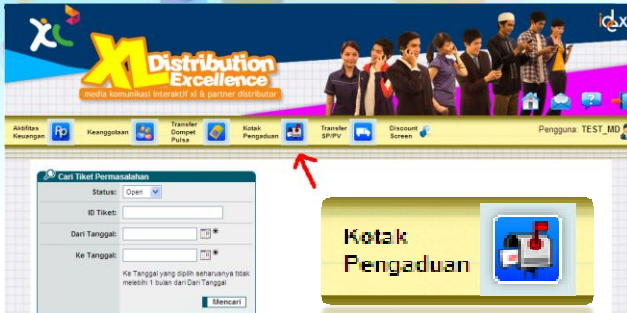 XL
XL Distribution
Excellence
media komunikasi interaktif xl & partner distributor
Aktifitas
Keuangan
Rp
Keanggotaan
Transfer
Dompet
Pulsa
Kotak
Pengaduan
Transfer
SP/PV
Discount
Screen
Pengguna: TEST_MD
Cari Tiket Permasalahan
Status: Open
ID Tiket:
Dari Tanggal: *
Ke Tanggal: *
Ke Tanggal yang dipilih seharusnya tidak
melebihi 1 bulan dari Dari Tanggal
Mencari
Kotak
Pengaduan